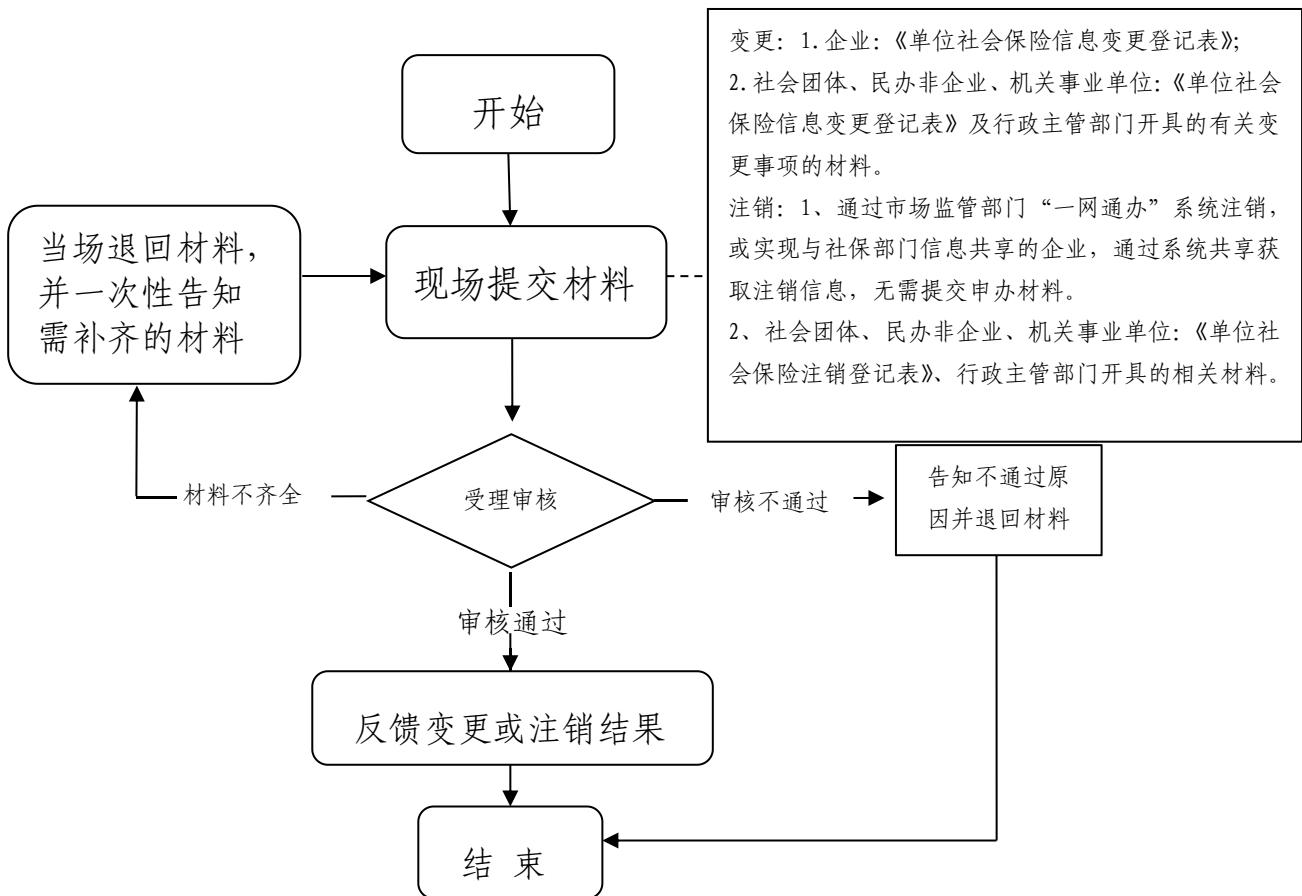 开始
变更：1.企业：《单位社会保险信息变更登记表》；
2.社会团体、民办非企业、机关事业单位：《单位社会
保险信息变更登记表》及行政主管部门开具的有关变
更事项的材料。
注销：1、通过市场监管部门“一网通办”系统注销，
或实现与社保部门信息共享的企业，通过系统共享获
取注销信息，无需提交申办材料。
2、社会团体、民办非企业、机关事业单位：《单位社
会保险注销登记表》、行政主管部门开具的相关材料。
当场退回材料，
并一次性告知
需补齐的材料
现场提交材料
材料不齐全
受理审核
审核不通过
告知不通过原
因并退回材料
审核通过
反馈变更或注销结果
结 束